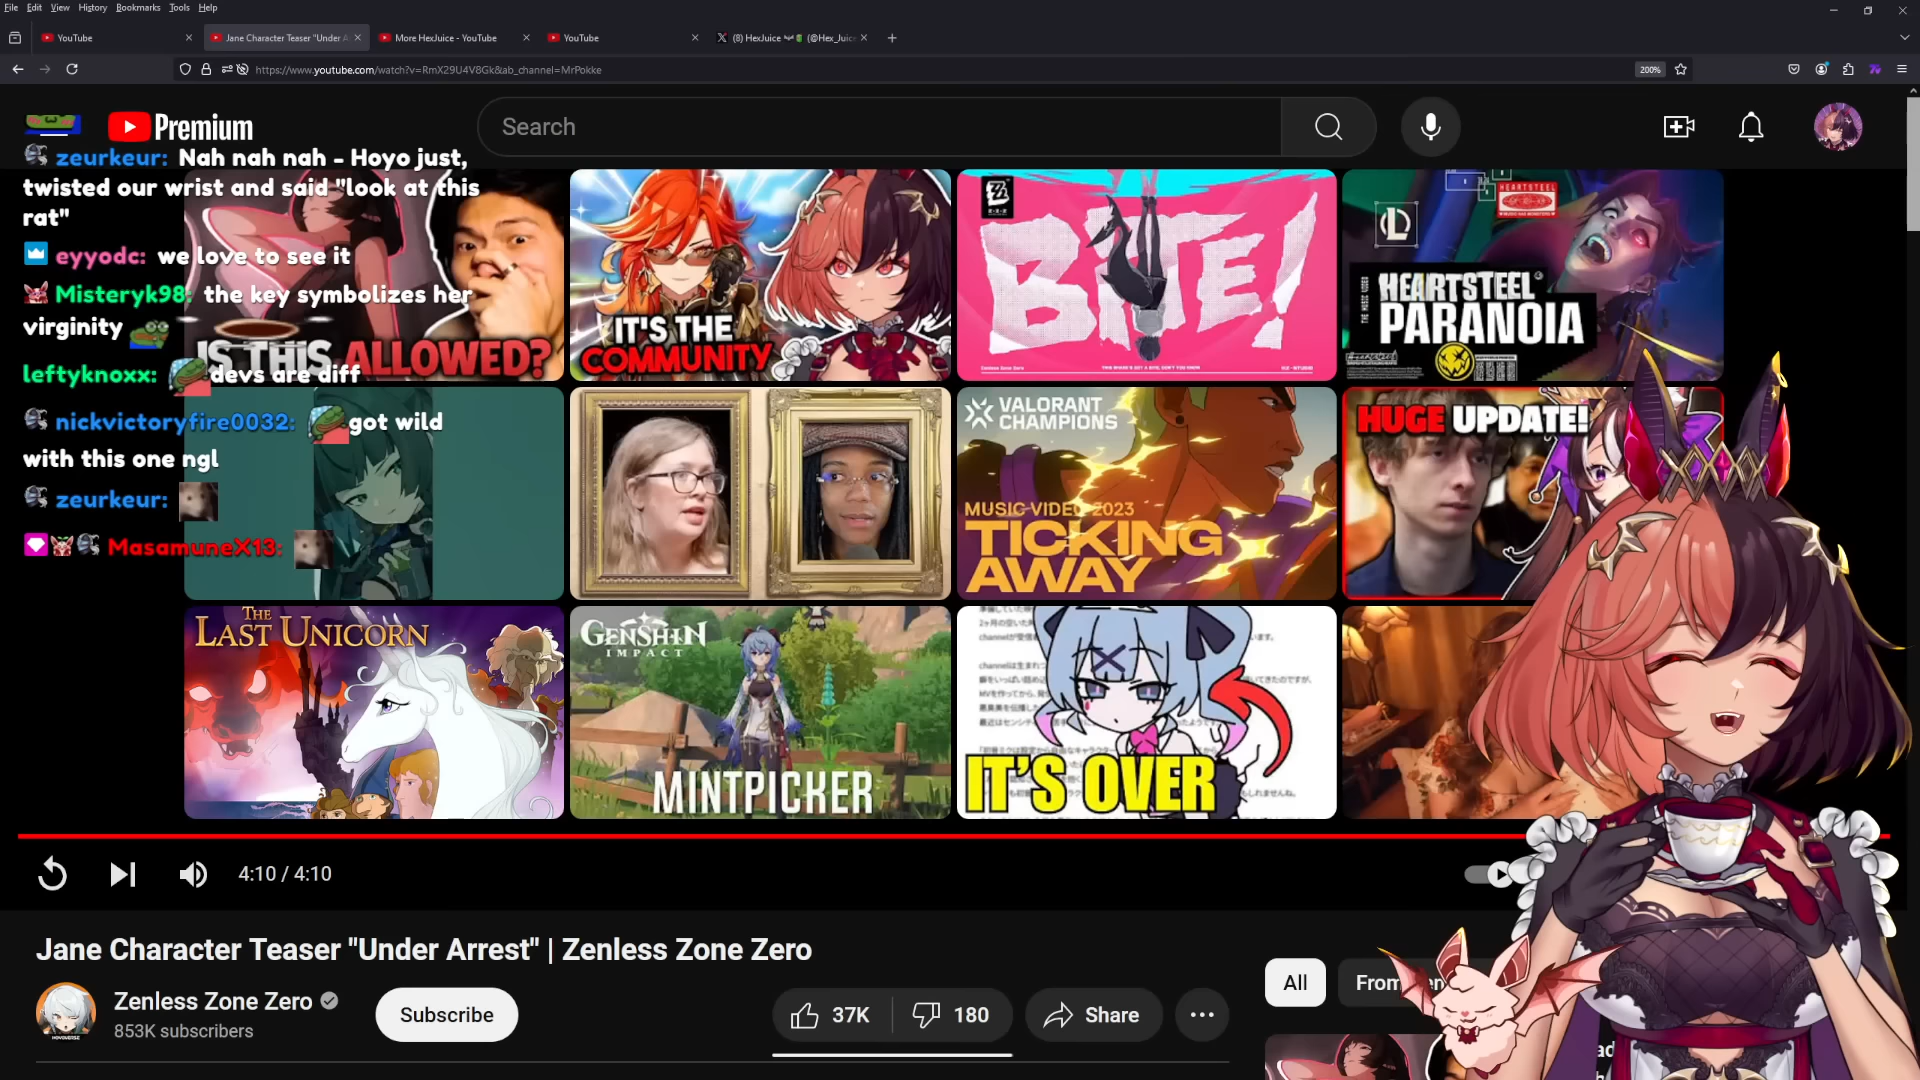 File Edit View History Bookmarks Tools Help
YouTube
Jane Character Teaser "Under A
More HexJuice - YouTube
YouTube
(8) HexJuice
(@Hex_Juice
https://www.youtube.com/watch?v=RmX29U4V8Gk&ab_channel=MrPokke
200%
Premium
Search
zeurkeur: Nah nah nah - Hoyo just,
twisted our wrist and said "look at this
rat"
eyyodc: we love to see it
Misteryk98: the key symbolizes her
virginity
leftyknoxx: devs are diff
nickvictoryfire0032: got wild
with this one ngl
zeurkeur:
MasamuneX13:
IS THIS ALLOWED?
IT'S THE
COMMUNITY
BITE!
HEARTSTEEL
HEARTSTEEL
PARANOIA
VALORANT
CHAMPIONS
MUSIC VIDEO 2023
TICKING
AWAY
HUGE UPDATE!
THE
LAST UNICORN
GENSHIN
IMPACT
MINTPICKER
IT'S OVER
4:10 / 4:10
Jane Character Teaser "Under Arrest" | Zenless Zone Zero
Zenless Zone Zero
853K subscribers
Subscribe
37K
180
Share
All
From